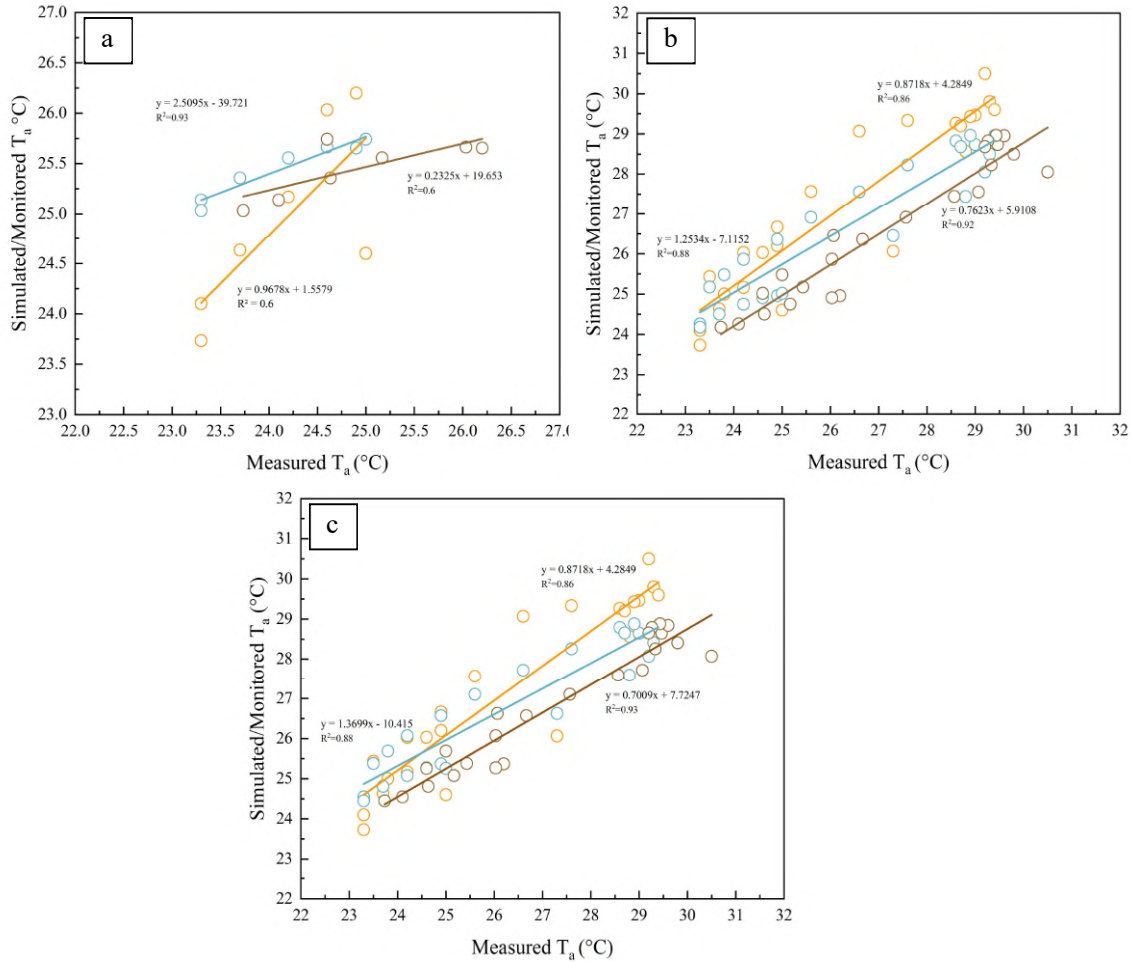 a
27.0
26.5
26.0
25.5
25.0
24.5
24.0
23.5
23.0
Simulated/Monitored Ta °C)
y = 2.5095x - 39.721
R²=0.93
y = 0.2325x + 19.653
R²=0.6
y = 0.9678x + 1.5579
R² = 0.6
22.0 22.5 23.0 23.5 24.0 24.5 25.0 25.5 26.0 26.5 27.0
Measured Ta (°C)
b
32
31
30
29
28
27
26
25
24
23
22
Simulated/Monitored Ta (°C)
y = 0.8718x + 4.2849
R²=0.86
y = 1.2534x - 7.1152
R²=0.88
y = 0.7623x + 5.9108
R²=0.92
22 23 24 25 26 27 28 29 30 31 32
Measured Ta (°C)
c
32
31
30
29
28
27
26
25
24
23
22
Simulated/Monitored Ta (°C)
y = 0.8718x + 4.2849
R²=0.86
y = 1.3699x - 10.415
R²=0.88
y = 0.7009x + 7.7247
R²=0.93
22 23 24 25 26 27 28 29 30 31 32
Measured Ta (°C)